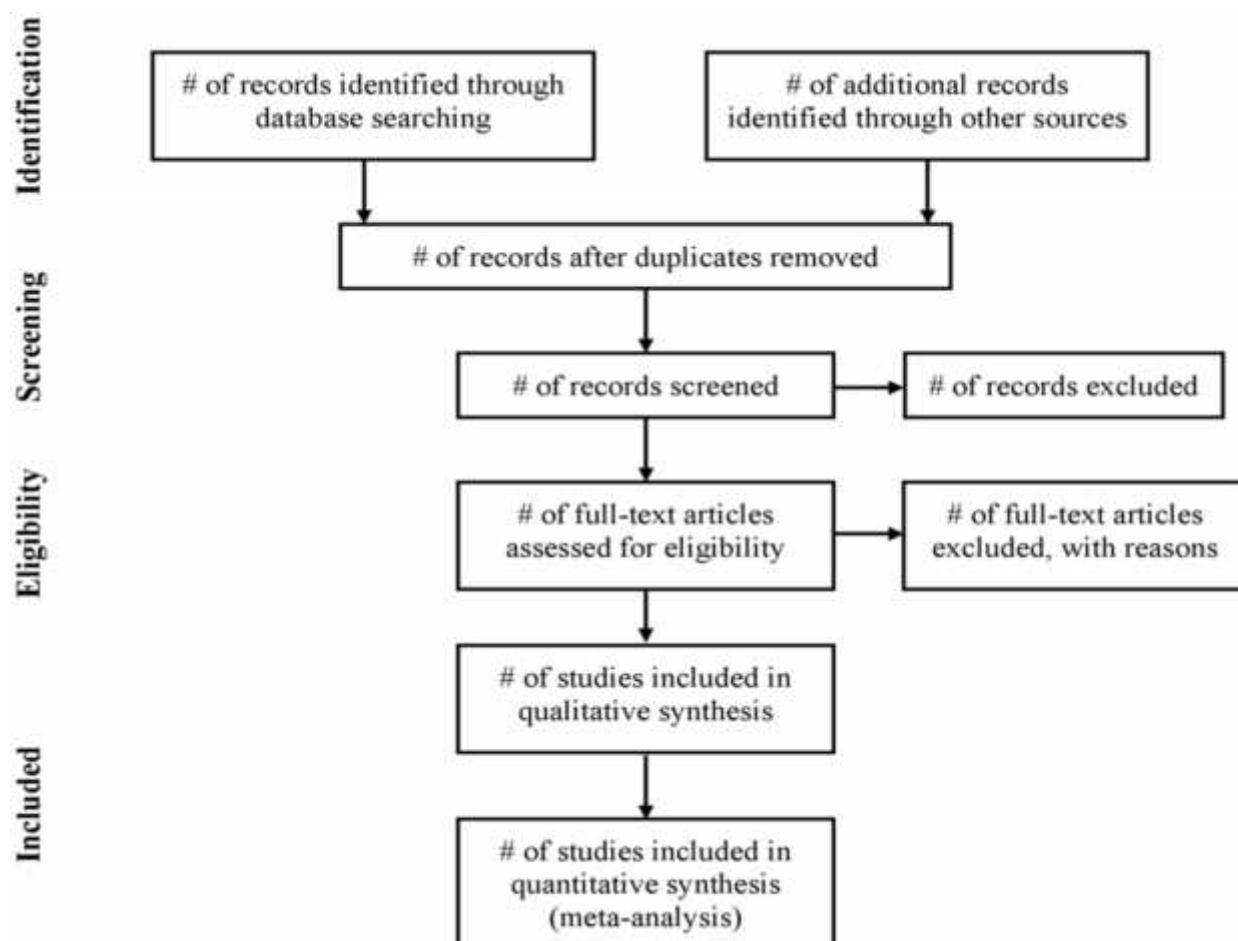 Identification
# of records identified through
database searching
# of additional records
identified through other sources
# of records after duplicates removed
Screening
# of records screened
# of records excluded
Eligibility
# of full-text articles
assessed for eligibility
# of full-text articles
excluded, with reasons
# of studies included in
qualitative synthesis
Included
# of studies included in
quantitative synthesis
(meta-analysis)